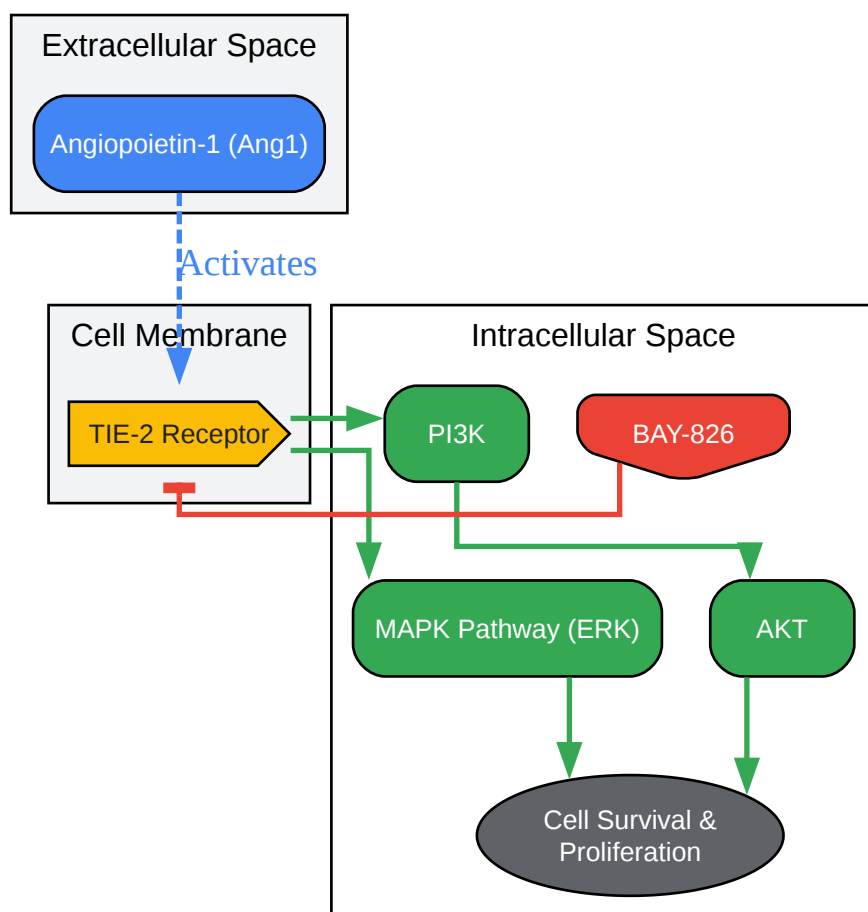 Extracellular Space
Angiopoietin-1 (Ang1)
Activates
Cell Membrane
TIE-2 Receptor
Intracellular Space
PI3K
BAY-826
MAPK Pathway (ERK)
AKT
Cell Survival &
Proliferation